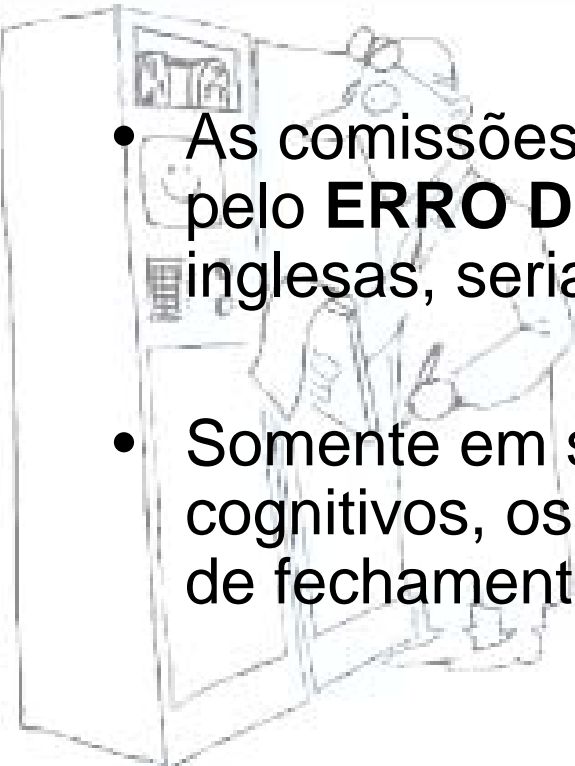 • As comissões
pelo ERRO D
inglesas, seria
• Somente em s
cognitivos, os
de fechament